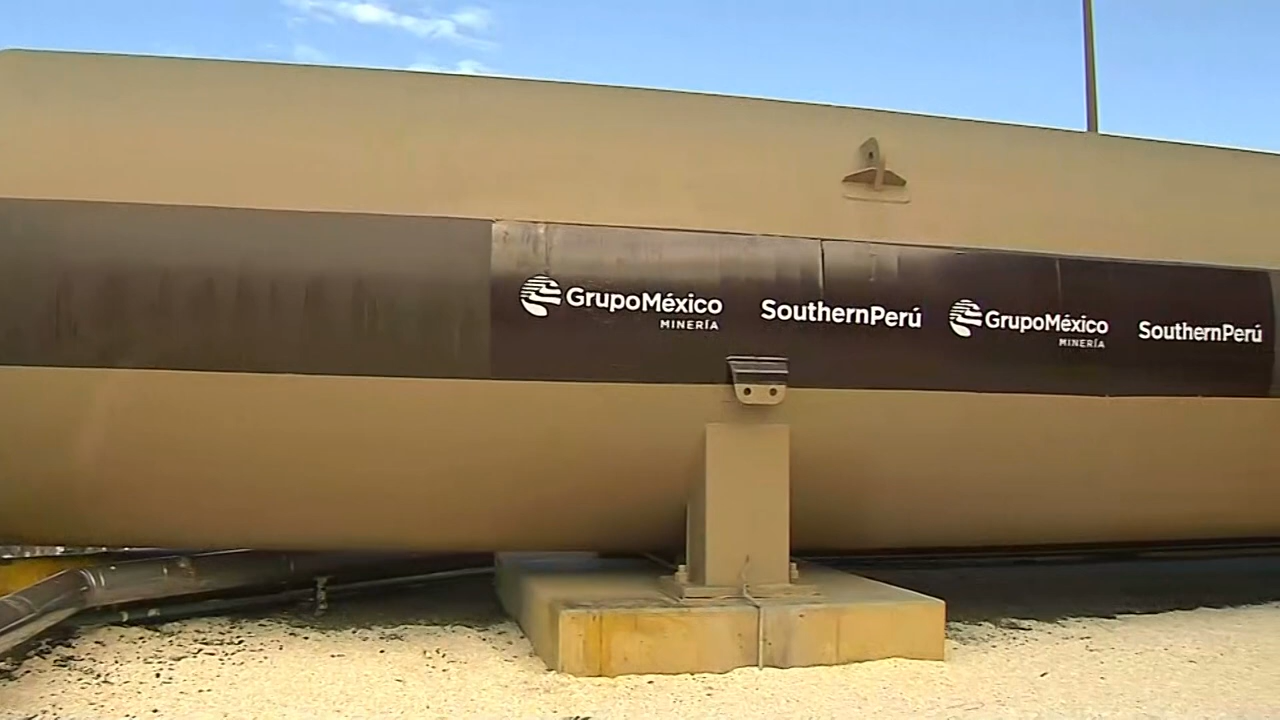 GrupoMéxico
MINERÍA
SouthernPerú
GrupoMéxico
MINERÍA
SouthernPerú